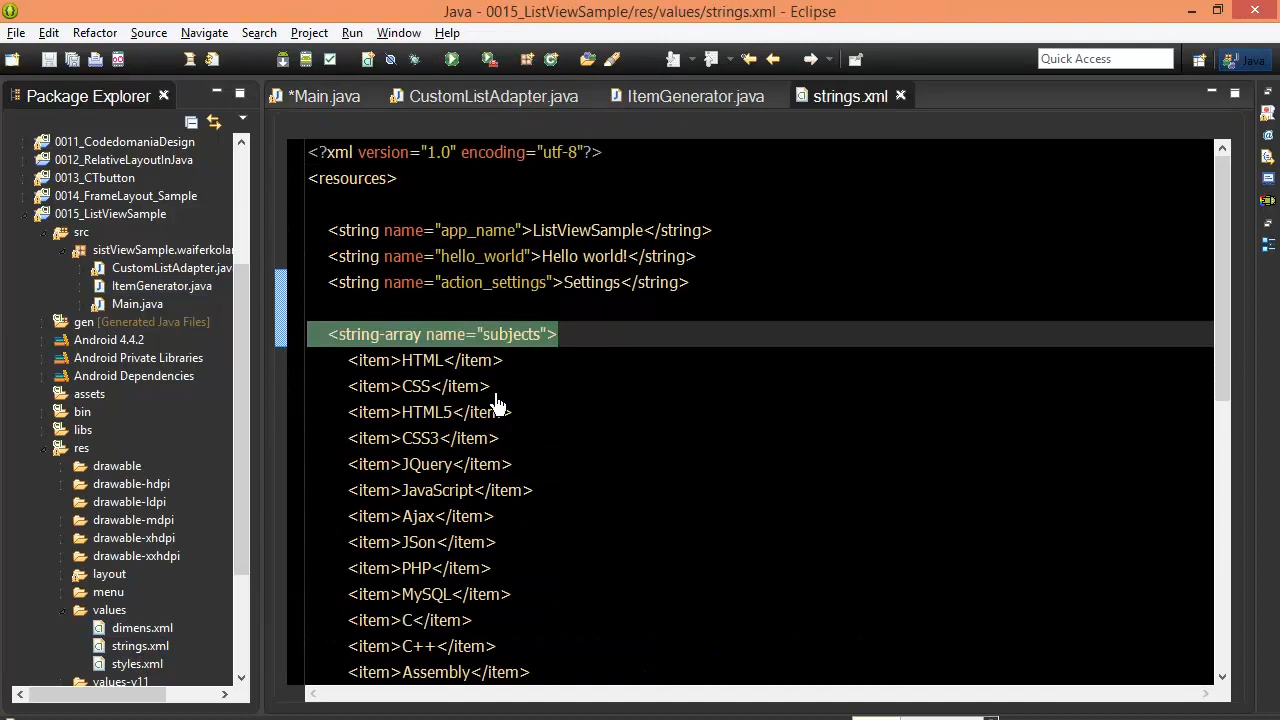 Java - 0015_ListViewSample/res/values/strings.xml - Eclipse
File Edit Refactor Source Navigate Search Project Run Window Help
Quick Access
Java
Package Explorer
*Main.java
CustomListAdapter.java
ItemGenerator.java
strings.xml
0011_CodedomaniaDesign
0012_RelativeLayoutInJava
0013_CTbutton
0014_FrameLayout_Sample
0015_ListViewSample
src
sistViewSample.waiferkolar
CustomListAdapter.java
ItemGenerator.java
Main.java
gen [Generated Java Files]
Android 4.4.2
Android Private Libraries
Android Dependencies
assets
bin
libs
res
drawable
drawable-hdpi
drawable-ldpi
drawable-mdpi
drawable-xhdpi
drawable-xxhdpi
layout
menu
values
dimens.xml
strings.xml
styles.xml
values-v11
<?xml version="1.0" encoding="utf-8"?>
<resources>
<string name="app_name">ListViewSample</string>
<string name="hello_world">Hello world!</string>
<string name="action_settings">Settings</string>
<string-array name="subjects">
<item>HTML</item>
<item>CSS</item>
<item>HTML5</item>
<item>CSS3</item>
<item>JQuery</item>
<item>JavaScript</item>
<item>Ajax</item>
<item>JSon</item>
<item>PHP</item>
<item>MySQL</item>
<item>C</item>
<item>C++</item>
<item>Assembly</item>